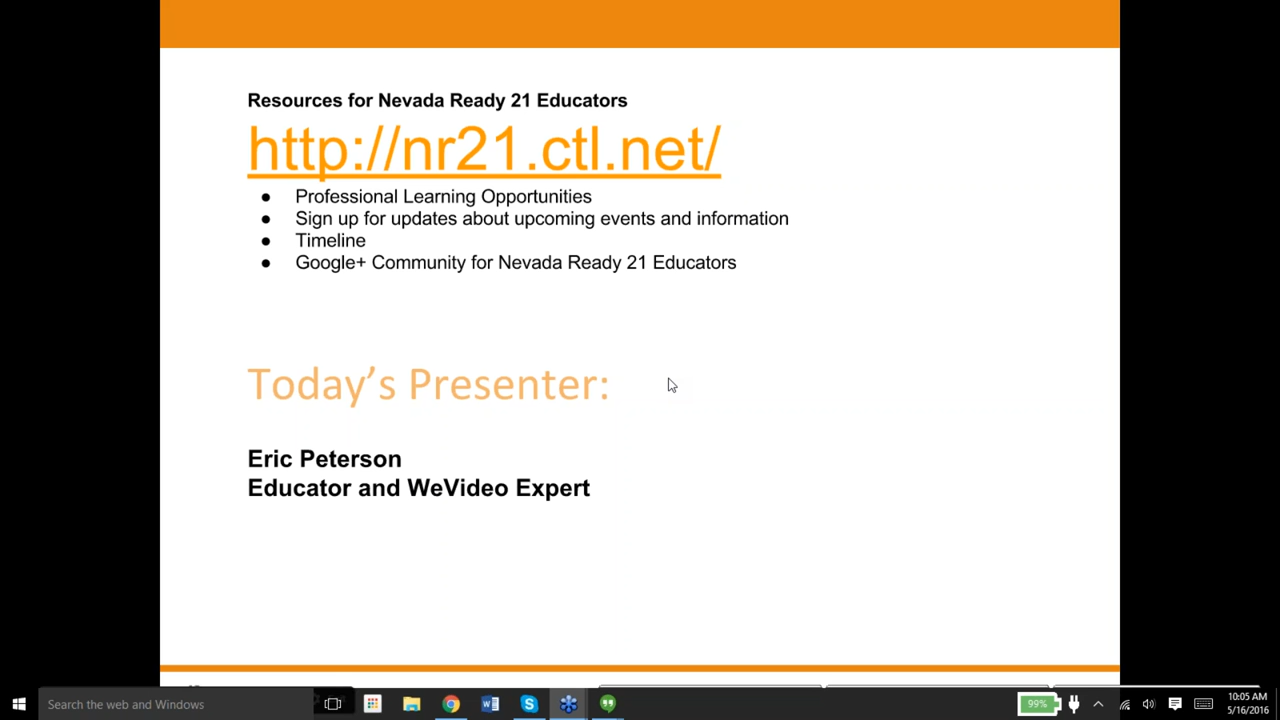 Resources for Nevada Ready 21 Educators
http://nr21.ctl.net/
● Professional Learning Opportunities
● Sign up for updates about upcoming events and information
● Timeline
● Google+ Community for Nevada Ready 21 Educators
Today’s Presenter:
Eric Peterson
Educator and WeVideo Expert
Search the web and Windows
99%
10:05 AM
5/16/2016